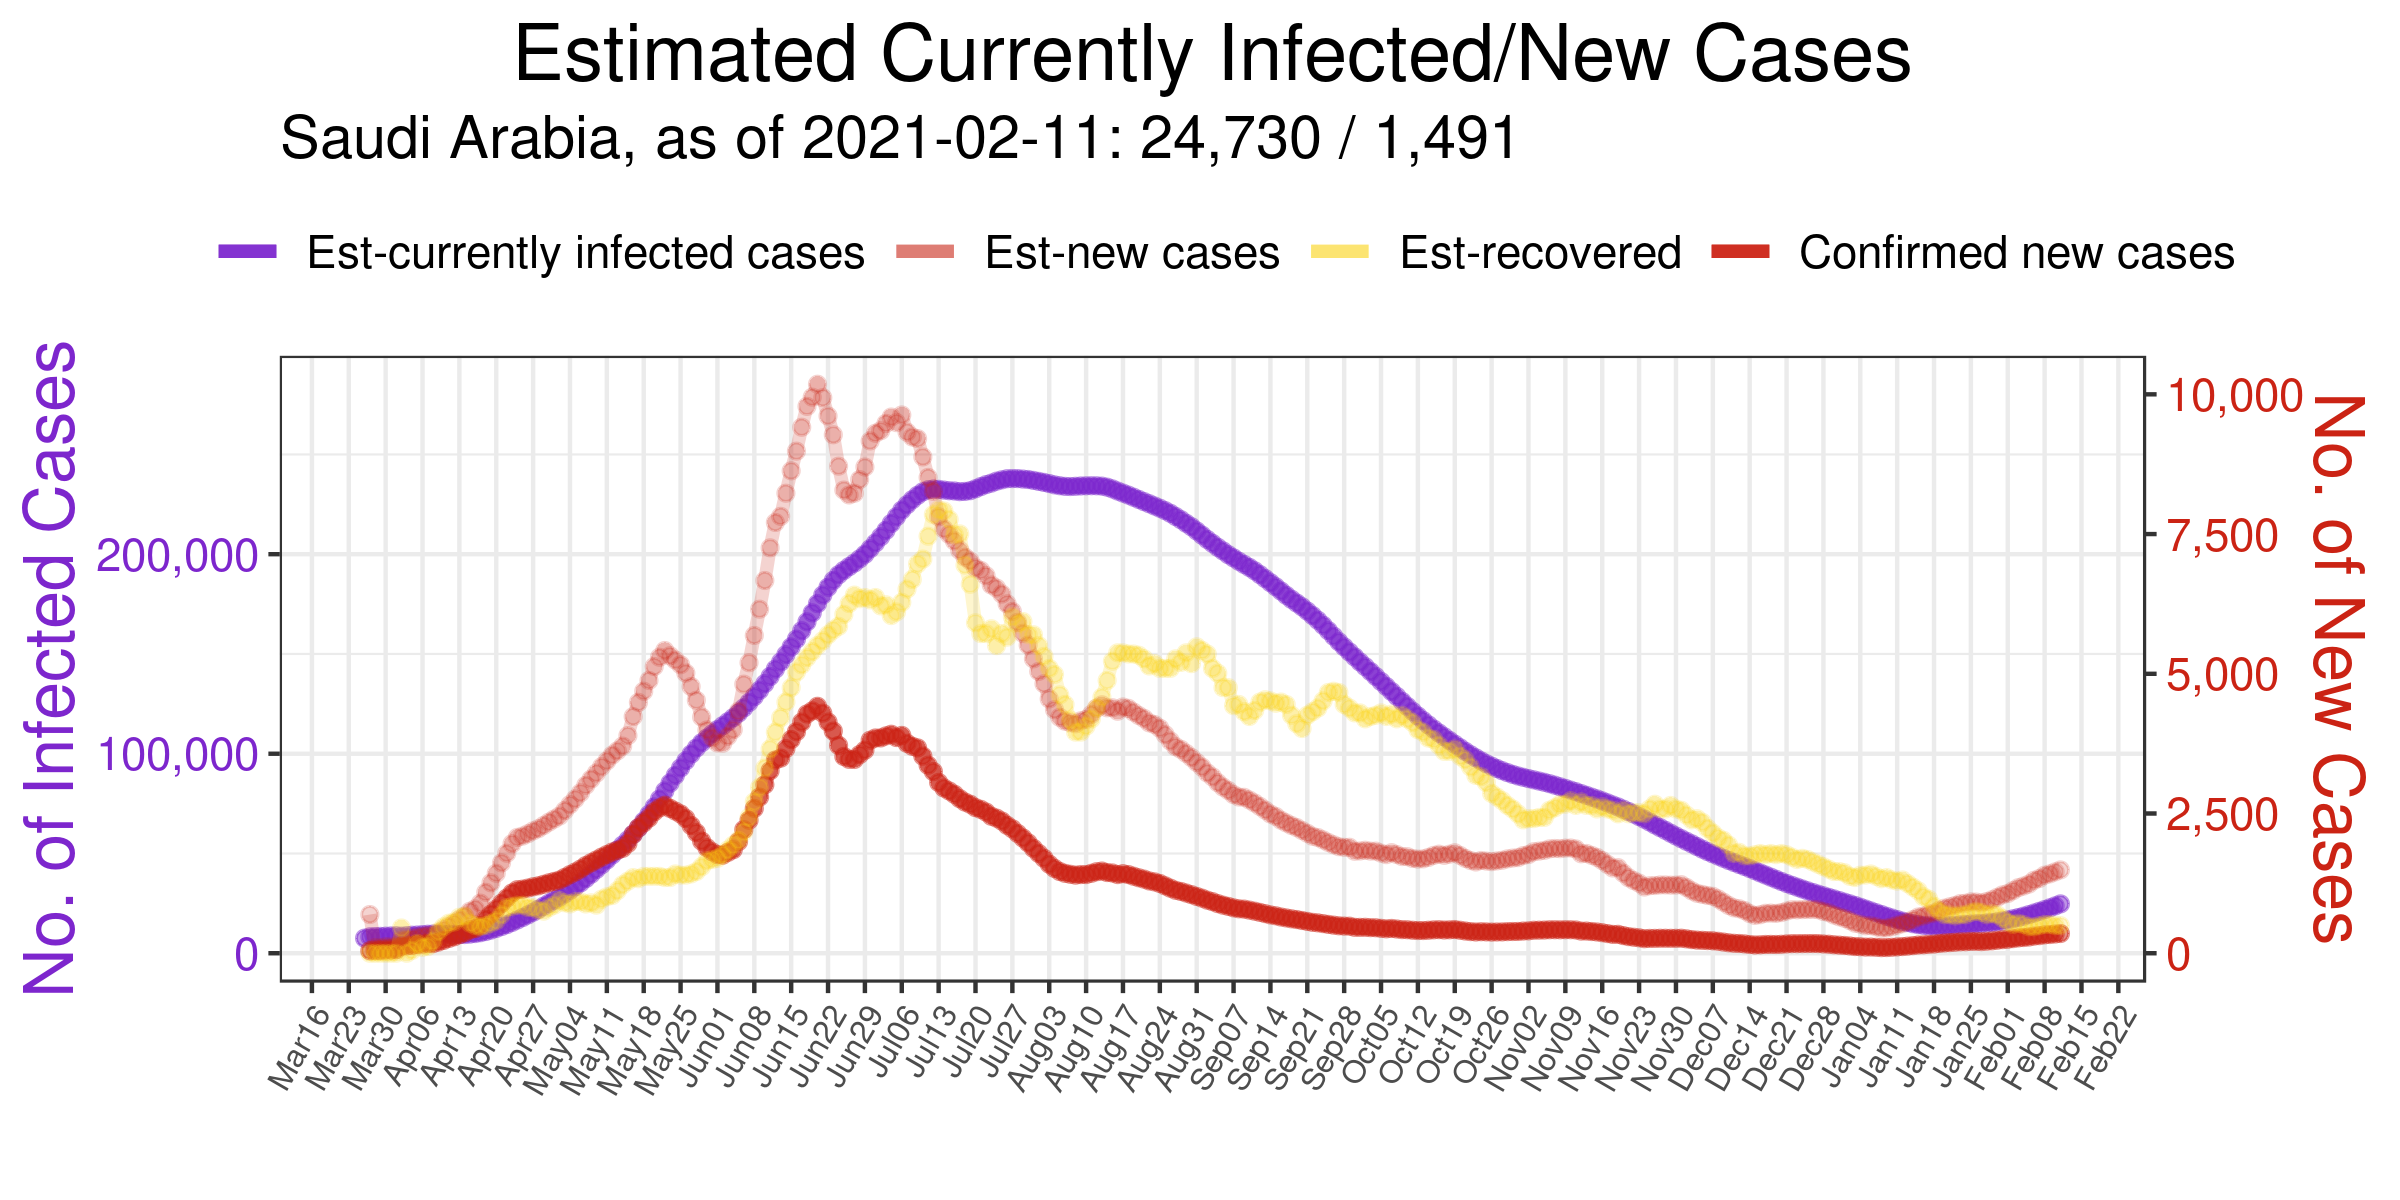 Estimated Currently Infected/New Cases
Saudi Arabia, as of 2021-02-11: 24,730 / 1,491
Est-currently infected cases Est-new cases Est-recovered Confirmed new cases
No. of Infected Cases
200,000
100,000
0
10,000
7,500
5,000
2,500
0
No. of New Cases
Mar16 Mar23 Mar30 Apr06 Apr13 Apr20 Apr27 May04 May11 May18 May25 Jun01 Jun08 Jun15 Jun22 Jun29 Jul06 Jul13 Jul20 Jul27 Aug03 Aug10 Aug17 Aug24 Aug31 Sep07 Sep14 Sep21 Sep28 Oct05 Oct12 Oct19 Oct26 Nov02 Nov09 Nov16 Nov23 Nov30 Dec07 Dec14 Dec21 Dec28 Jan04 Jan11 Jan18 Jan25 Feb01 Feb08 Feb15 Feb22